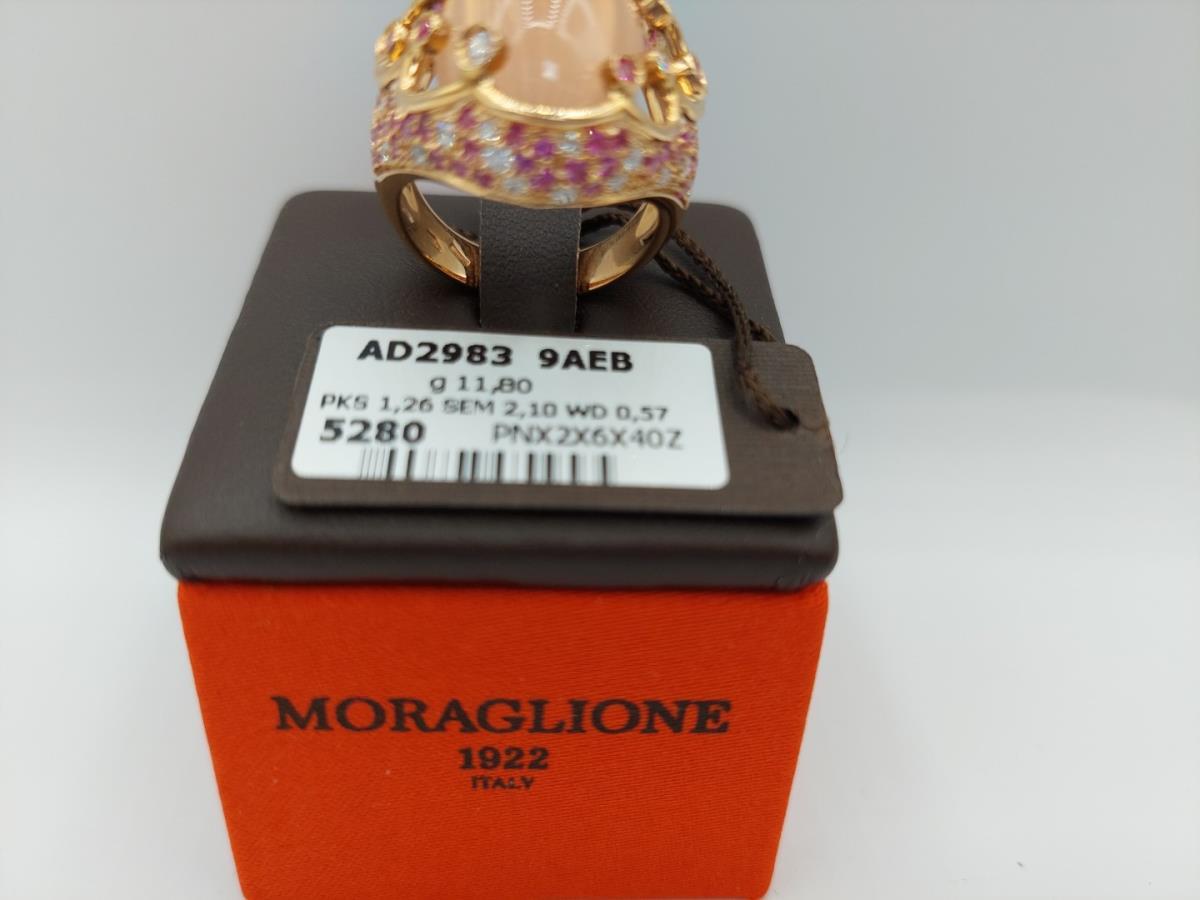 AD2983 9AEB
g 11,80
PKS 1,26 SEM 2,10 WD 0,57
5280 PNX2X6X40Z
MORAGLIONE
1922
ITALY